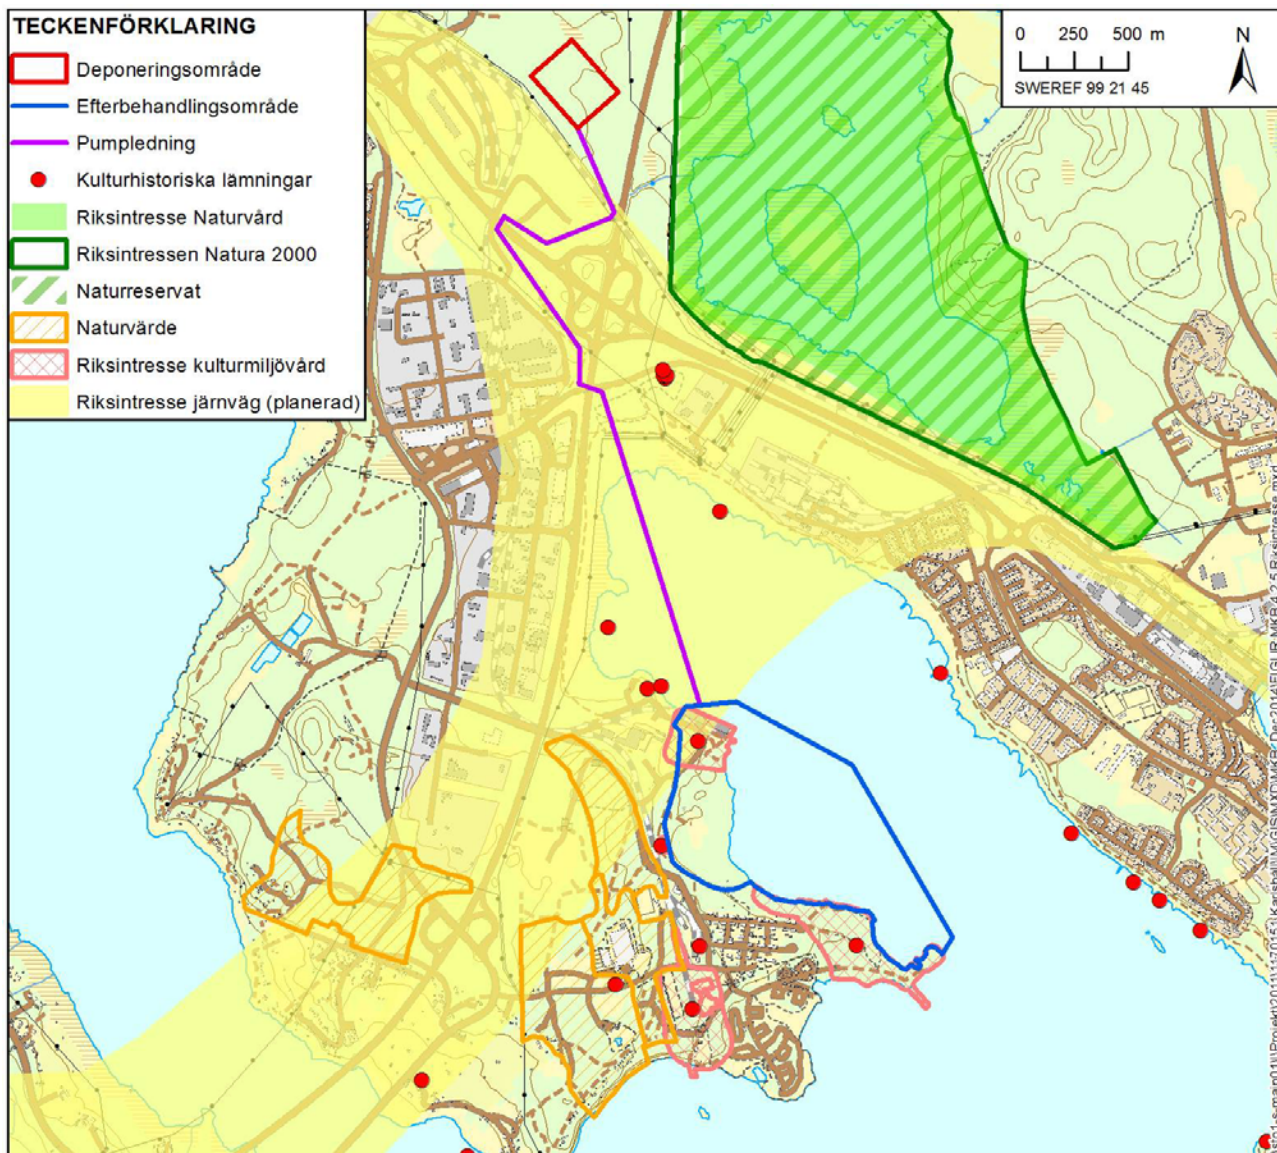 TECKENFÖRKLARING
Deponeringsområde
Efterbehandlingsområde
Pumpledning
Kulturhistoriska lämningar
Riksintresse Naturvård
Riksintressen Natura 2000
Naturreservat
Naturvärde
Riksintresse kulturmiljövård
Riksintresse järnväg (planerad)
0 250 500 m
SWEREF 99 21 45
N